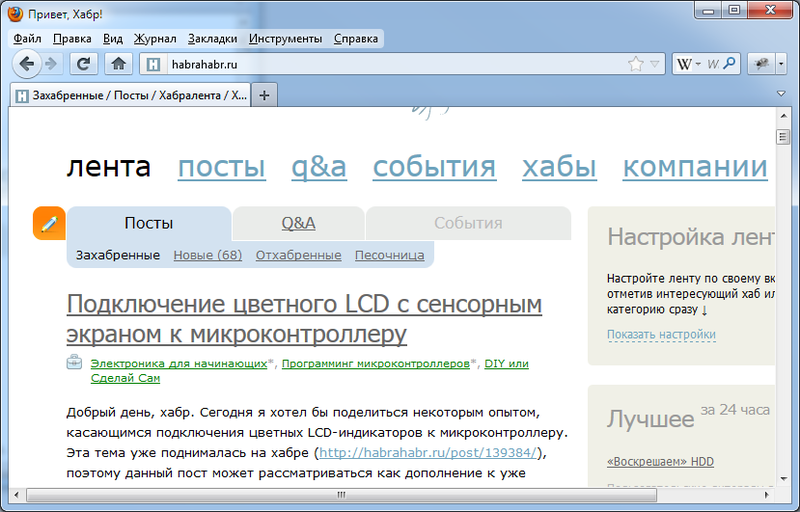 Привет, Хабр!
Файл Правка Вид Журнал Закладки Инструменты Справка
H habrahabr.ru W W.
H Захабренные / Посты / Хабралента / Х...
лента посты q&a события хабы компании
Посты Q&A События
Захабренные Новые (68) Отхабренные Песочница
Подключение цветного LCD с сенсорным
экраном к микроконтроллеру
Электроника для начинающих*, Программинг микроконтроллеров*, DIY или
Сделай Сам
Добрый день, хабр. Сегодня я хотел бы поделиться некоторым опытом,
касающимся подключения цветных LCD-индикаторов к микроконтроллеру.
Эта тема уже поднималась на хабре (http://habrahabr.ru/post/139384/),
поэтому данный пост может рассматриваться как дополнение к уже
Настройка лент
Настройте ленту по своему вк
отметив интересующий хаб ил
категорию сразу ↓
Показать настройки
Лучшее за 24 часа
«Воскрешаем» HDD